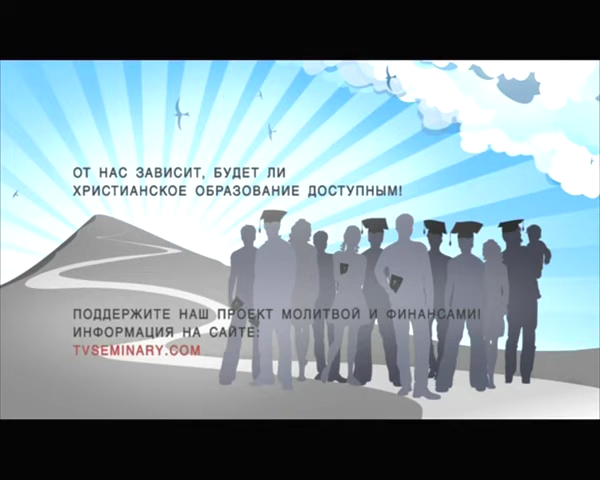 ОТ НАС ЗАВИСИТ, БУДЕТ ЛИ
ХРИСТИАНСКОЕ ОБРАЗОВАНИЕ ДОСТУПНЫМ!
ПОДДЕРЖИТЕ НАШ ПРОЕКТ МОЛИТВОЙ И ФИНАНСАМИ!
ИНФОРМАЦИЯ НА САЙТЕ:
TVSEMINARY.COM